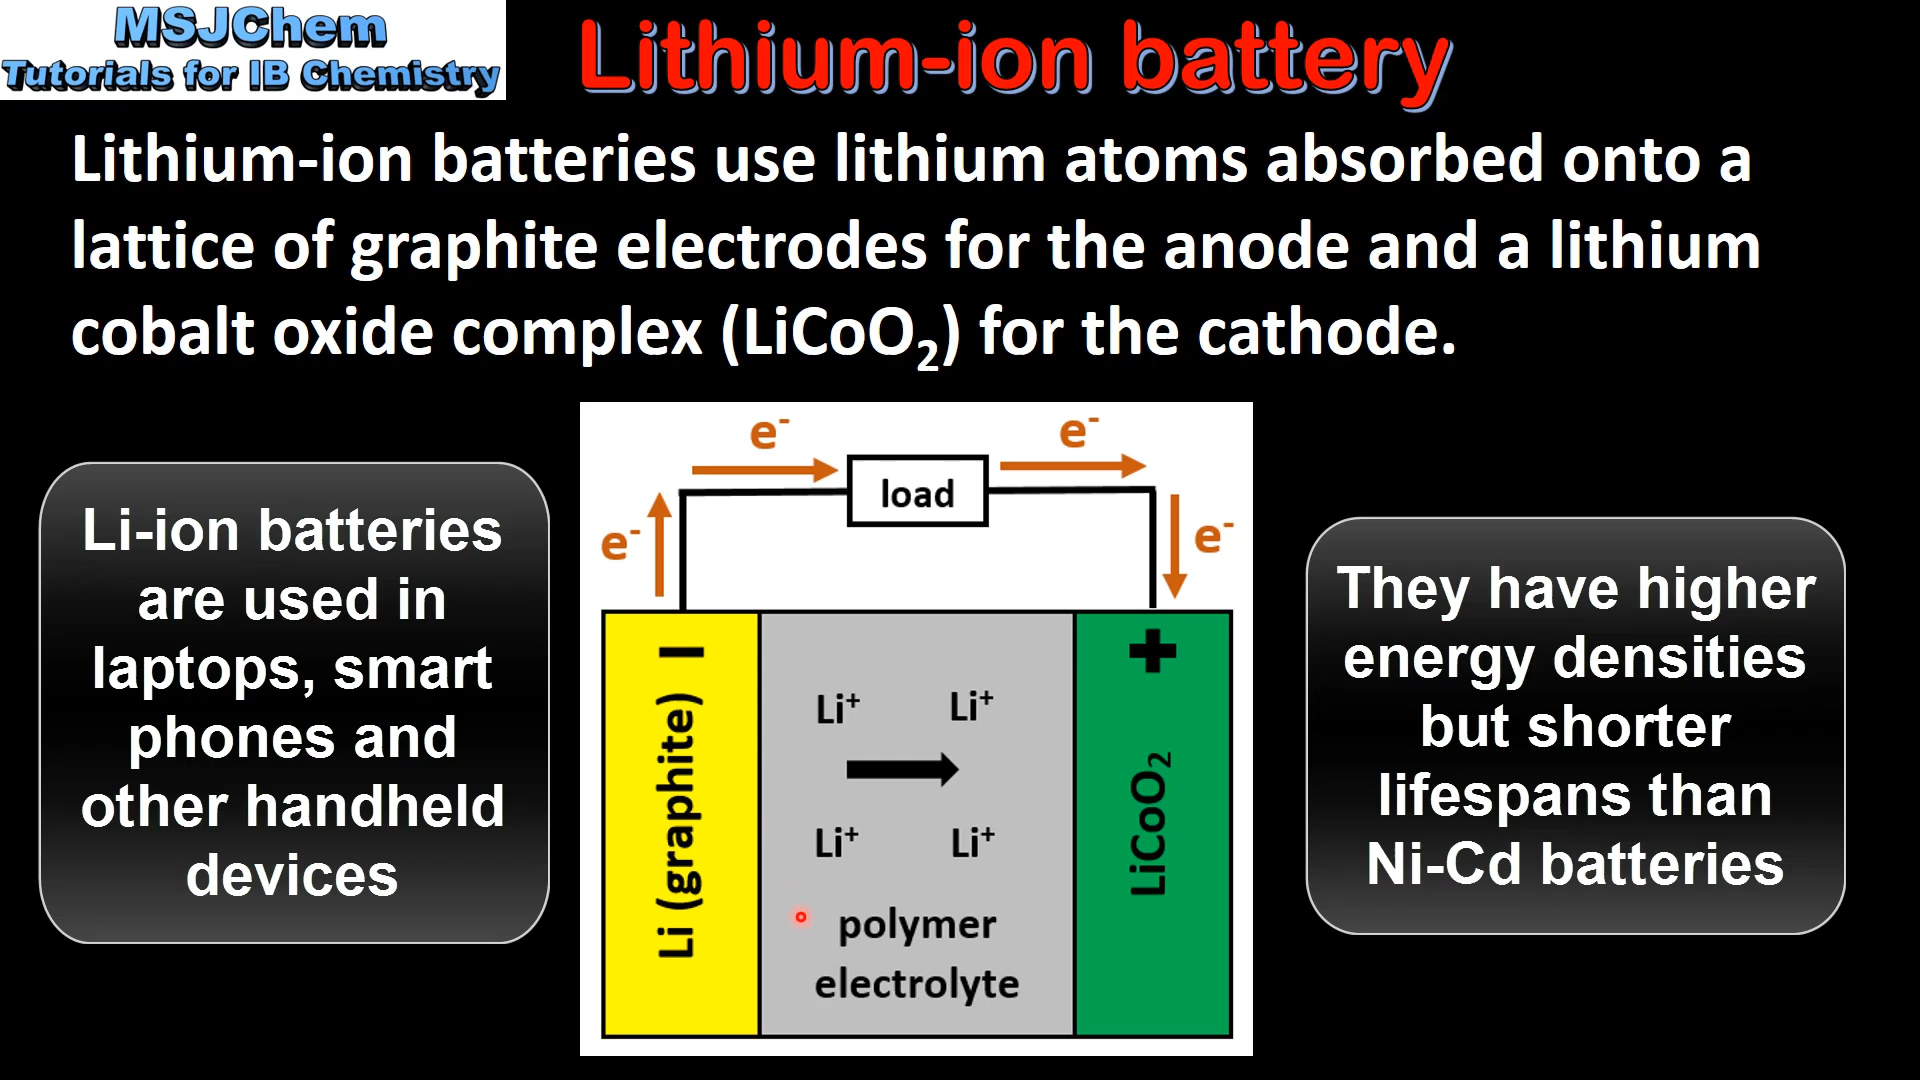 MSJChem
Tutorials for IB Chemistry
Lithium-ion battery
Lithium-ion batteries use lithium atoms absorbed onto a
lattice of graphite electrodes for the anode and a lithium
cobalt oxide complex (LiCoO₂) for the cathode.
Li-ion batteries
are used in
laptops, smart
phones and
other handheld
devices
e⁻
e⁻
load
e⁻
e⁻
Li (graphite) −
Li⁺ Li⁺
Li⁺ Li⁺
polymer
electrolyte
+
LiCoO₂
They have higher
energy densities
but shorter
lifespans than
Ni-Cd batteries